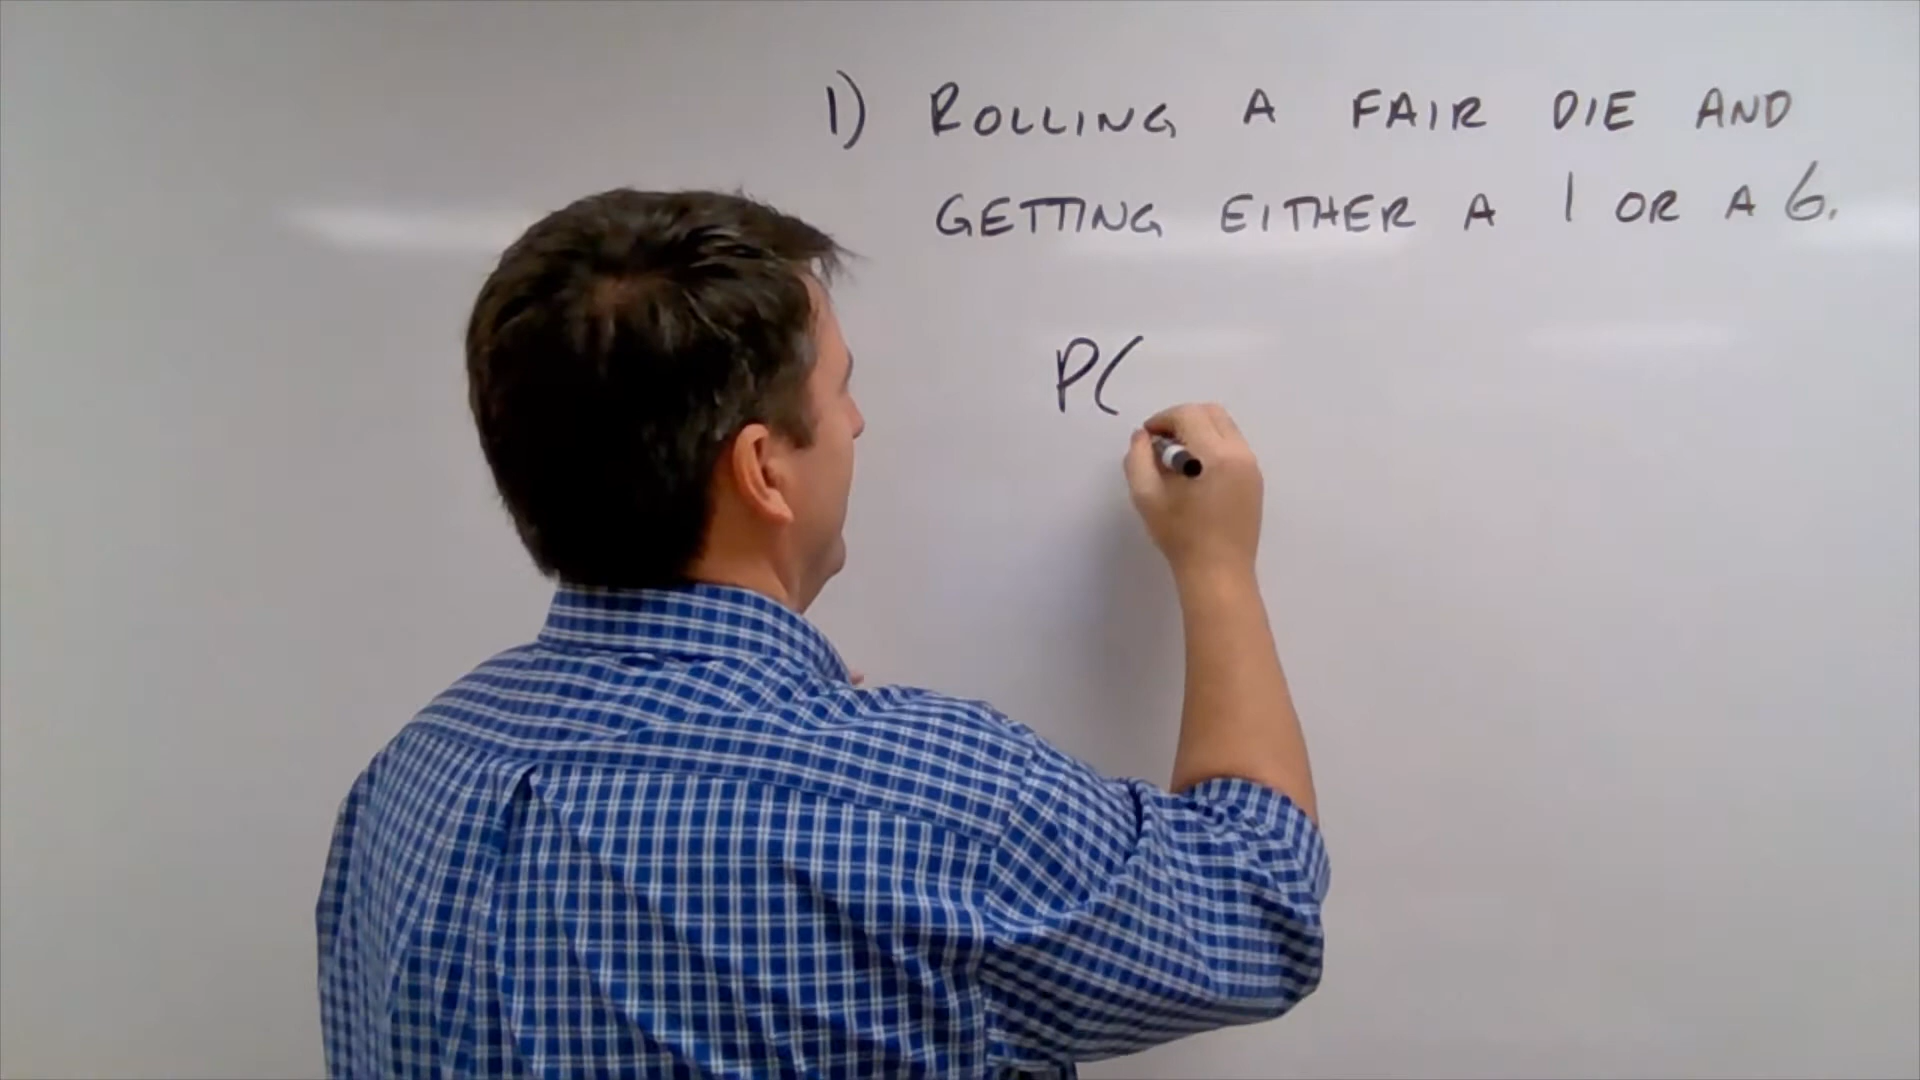 1) ROLLING A FAIR DIE AND
GETTING EITHER A 1 OR A 6.
P(